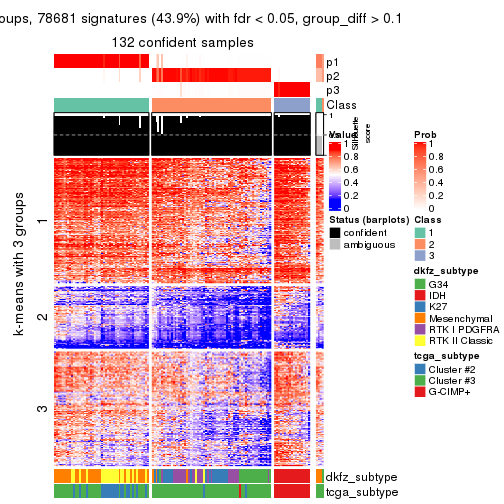 oups, 78681 signatures (43.9%) with fdr < 0.05, group_diff > 0.1
132 confident samples
p1
p2
p3
Class
1
Silhouette
score
k-means with 3 groups
1
2
3
dkfz_subtype
tcga_subtype
Value
1
0.8
0.6
0.4
0.2
0
Prob
1
0.8
0.6
0.4
0.2
0
Status (barplots)
confident
ambiguous
Class
1
2
3
dkfz_subtype
G34
IDH
K27
Mesenchymal
RTK I PDGFRA
RTK II Classic
tcga_subtype
Cluster #2
Cluster #3
G-CIMP+